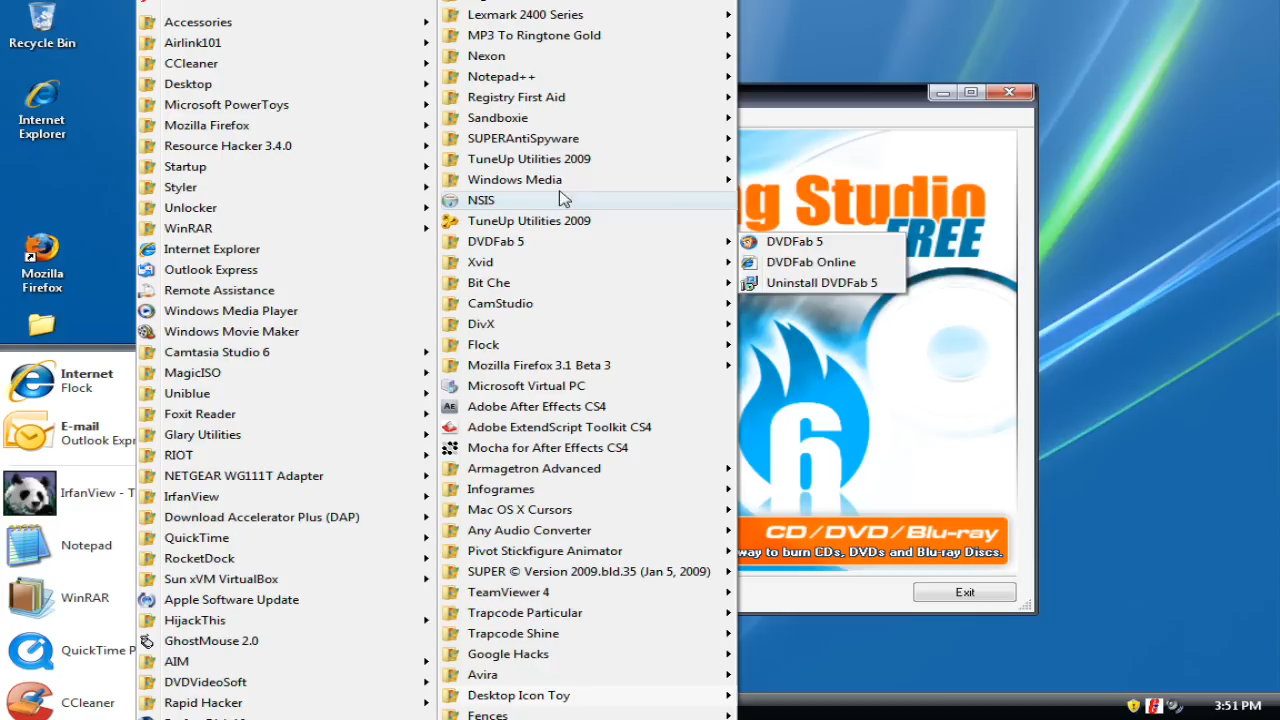 Recycle Bin
Internet
Explorer
Mozilla
Firefox
Internet
Flock
E-mail
Outlook Expr
IrfanView - T
Notepad
WinRAR
QuickTime P
CCleaner
Accessories
Airlink101
CCleaner
Desktop
Microsoft PowerToys
Mozilla Firefox
Resource Hacker 3.4.0
Startup
Styler
Unlocker
WinRAR
Internet Explorer
Outlook Express
Remote Assistance
Windows Media Player
Windows Movie Maker
Camtasia Studio 6
MagicISO
Uniblue
Foxit Reader
Glary Utilities
RIOT
NETGEAR WG111T Adapter
IrfanView
Download Accelerator Plus (DAP)
QuickTime
RocketDock
Sun xVM VirtualBox
Apple Software Update
HijackThis
GhostMouse 2.0
AIM
DVDVideoSoft
Rapid Hacker
Lexmark 2400 Series
MP3 To Ringtone Gold
Nexon
Notepad++
Registry First Aid
Sandboxie
SUPERAntiSpyware
TuneUp Utilities 2009
Windows Media
NSIS
TuneUp Utilities 2009
DVDFab 5
Xvid
Bit Che
CamStudio
DivX
Flock
Mozilla Firefox 3.1 Beta 3
Microsoft Virtual PC
Adobe After Effects CS4
Adobe ExtendScript Toolkit CS4
Mocha for After Effects CS4
Armagetron Advanced
Infogrames
Mac OS X Cursors
Any Audio Converter
Pivot Stickfigure Animator
SUPER © Version 2009.bld.35 (Jan 5, 2009)
TeamViewer 4
Trapcode Particular
Trapcode Shine
Google Hacks
Avira
Desktop Icon Toy
Fences
DVDFab 5
DVDFab Online
Uninstall DVDFab 5
g Studio
FREE
6
CD/DVD/Blu-ray
way to burn CDs, DVDs and Blu-ray Discs.
Exit
3:51 PM